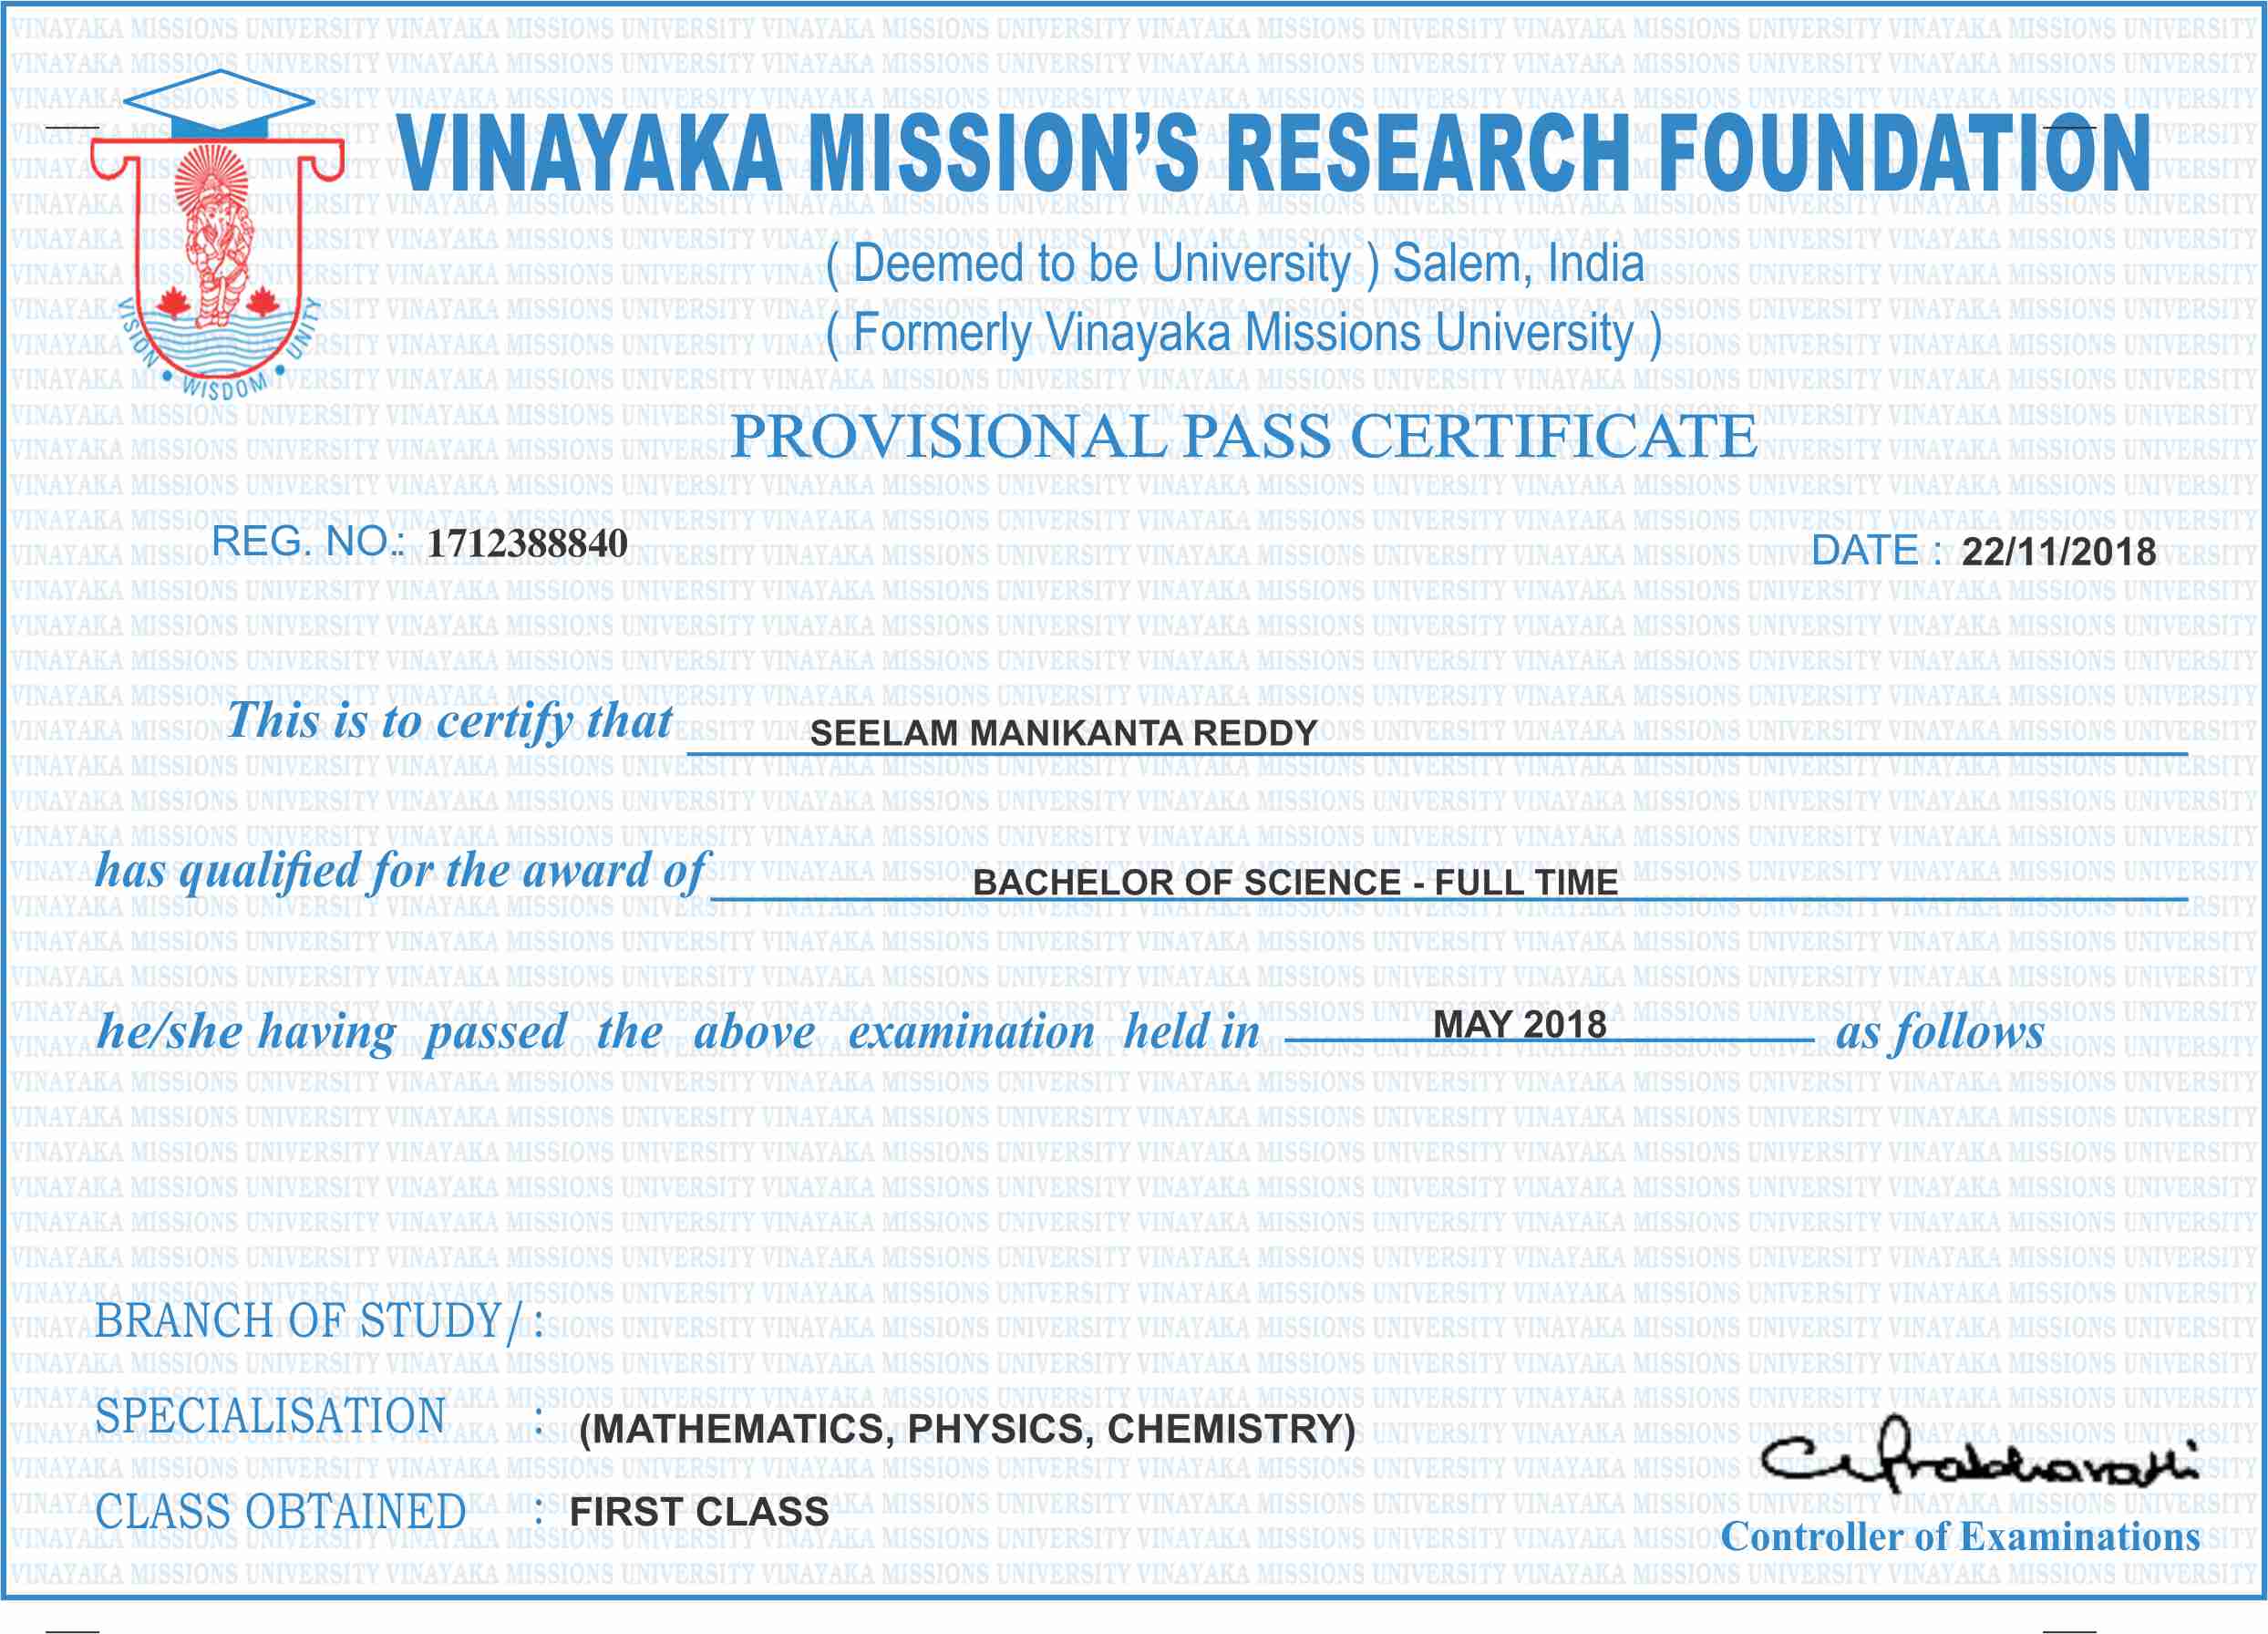 VINAYAKA MISSION'S RESEARCH FOUNDATION
( Deemed to be University ) Salem, India
( Formerly Vinayaka Missions University )
VISION • WISDOM • UNITY
PROVISIONAL PASS CERTIFICATE
REG. NO.: 1712388840 DATE : 22/11/2018
This is to certify that SEELAM MANIKANTA REDDY
has qualified for the award of BACHELOR OF SCIENCE - FULL TIME
he/she having passed the above examination held in MAY 2018 as follows
BRANCH OF STUDY/ :
SPECIALISATION : (MATHEMATICS, PHYSICS, CHEMISTRY)
CLASS OBTAINED : FIRST CLASS
Controller of Examinations